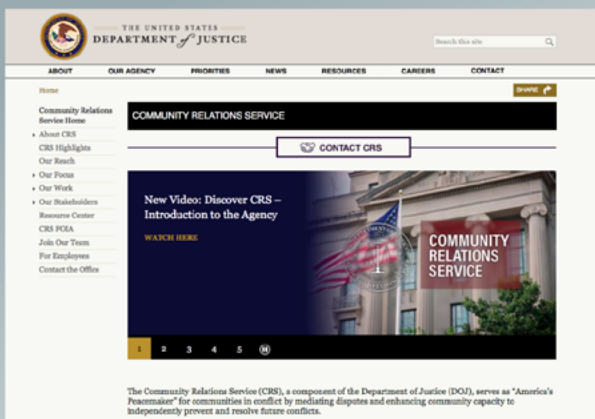 THE UNITED STATES
DEPARTMENT of JUSTICE
Search this site
ABOUT OUR AGENCY PRIORITIES NEWS RESOURCES CAREERS CONTACT
Home
SHARE
Community Relations
Service Home
About CRS
CRS Highlights
Our Reach
Our Focus
Our Work
Our Stakeholders
Resource Center
CRS FOIA
Join Our Team
For Employees
Contact the Office
COMMUNITY RELATIONS SERVICE
CONTACT CRS
New Video: Discover CRS –
Introduction to the Agency
WATCH HERE
COMMUNITY
RELATIONS
SERVICE
1 2 3 4 5
The Community Relations Service (CRS), a component of the Department of Justice (DOJ), serves as "America's
Peacemaker" for communities in conflict by mediating disputes and enhancing community capacity to
independently prevent and resolve future conflicts.